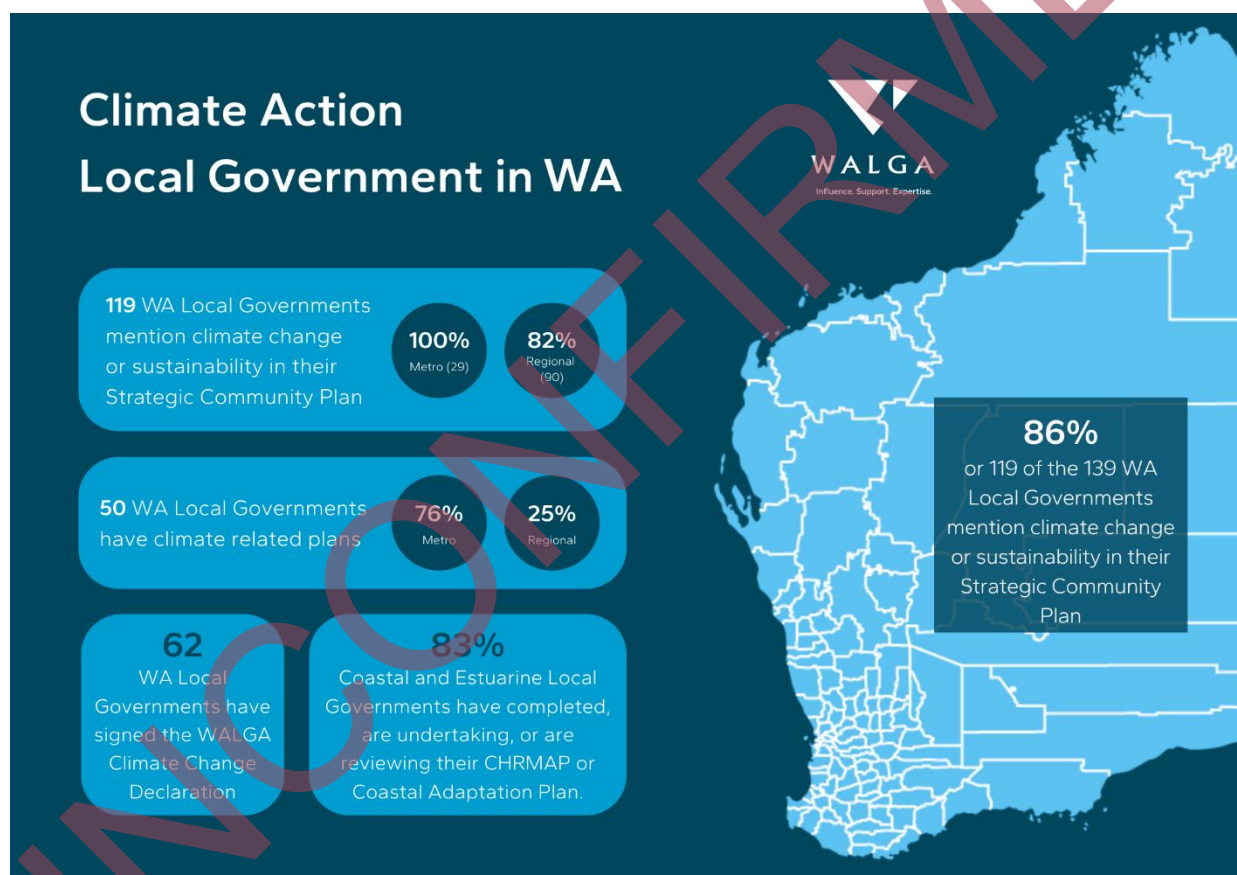 Climate Action
Local Government in WA
WALGA
Influence. Support. Expertise.
119 WA Local Governments
mention climate change
or sustainability in their
Strategic Community Plan
100%
Metro (29)
82%
Regional
(90)
50 WA Local Governments
have climate related plans
76%
Metro
25%
Regional
62
WA Local
Governments have
signed the WALGA
Climate Change
Declaration
83%
Coastal and Estuarine Local
Governments have completed,
are undertaking, or are
reviewing their CHRMAP or
Coastal Adaptation Plan.
86%
or 119 of the 139 WA
Local Governments
mention climate change
or sustainability in their
Strategic Community
Plan